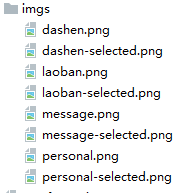 imgs
dashen.png
dashen-selected.png
laoban.png
laoban-selected.png
message.png
message-selected.png
personal.png
personal-selected.png